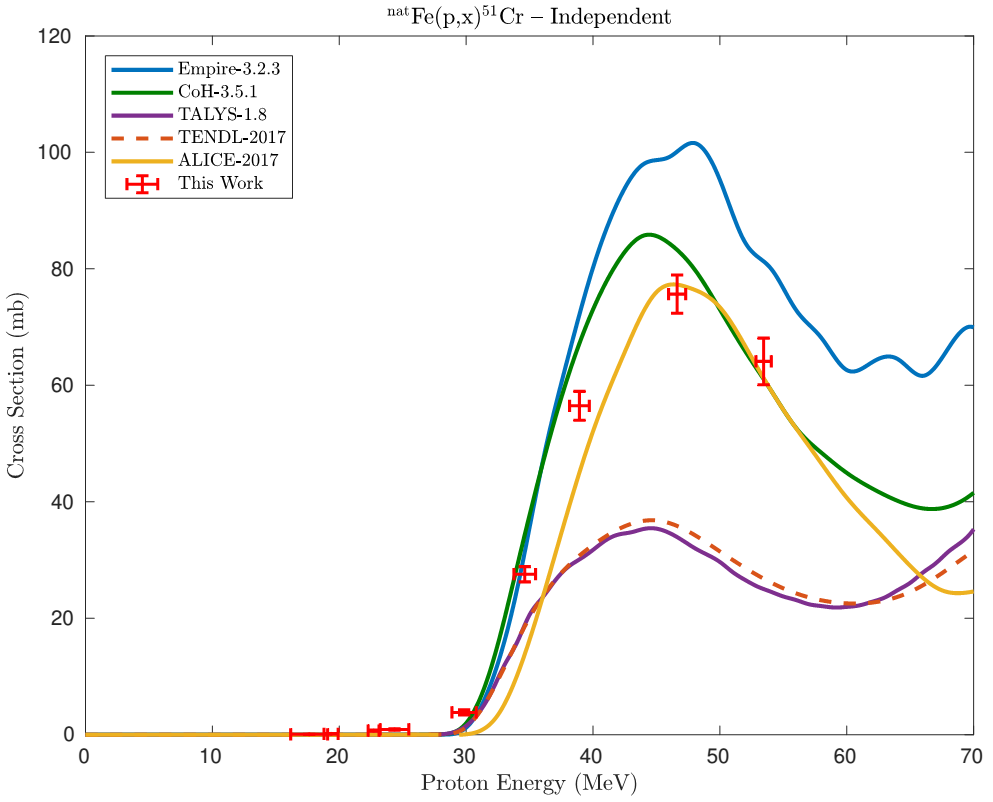 ⁿᵃᵗFe(p,x)⁵¹Cr – Independent
120
100
80
60
40
20
0
Cross Section (mb)
Empire-3.2.3
CoH-3.5.1
TALYS-1.8
TENDL-2017
ALICE-2017
This Work
0 10 20 30 40 50 60 70
Proton Energy (MeV)